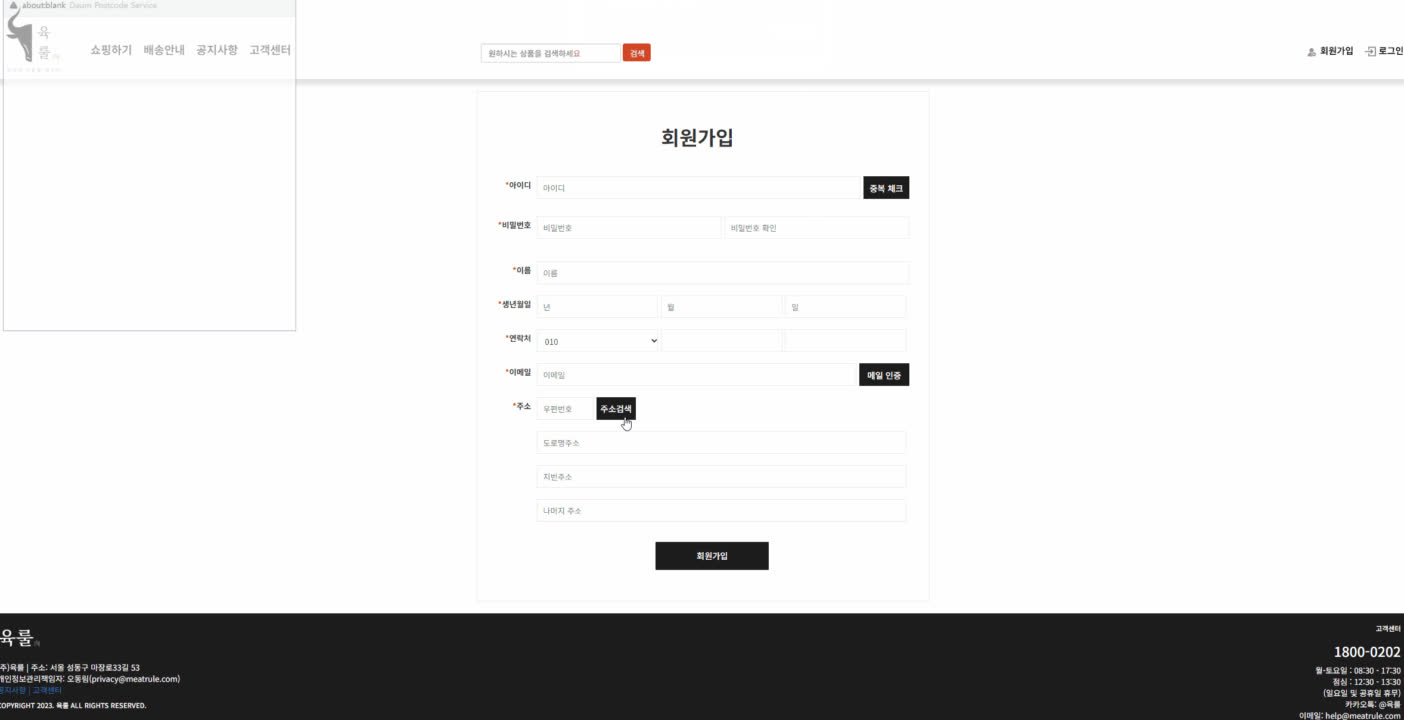 about:blank Daum Postcode Service
육
룰
쇼핑하기 배송안내 공지사항 고객센터
원하시는 상품을 검색하세요 검색
회원가입 로그인
회원가입
*아이디 아이디 중복 체크
*비밀번호 비밀번호 비밀번호 확인
*이름 이름
*생년월일 년 월 일
*연락처 010
*이메일 이메일 메일 인증
*주소 우편번호 주소검색
도로명주소
지번주소
나머지 주소
회원가입
육룰
주)육룰 | 주소: 서울 성동구 마장로33길 53
개인정보관리책임자: 오동림(privacy@meatrule.com)
공지사항 | 고객센터
COPYRIGHT 2023. 육룰 ALL RIGHTS RESERVED.
고객센터
1800-0202
월-토요일 : 08:30 - 17:30
점심 : 12:30 - 13:30
(일요일 및 공휴일 휴무)
카카오톡: @육룰
이메일: help@meatrule.com